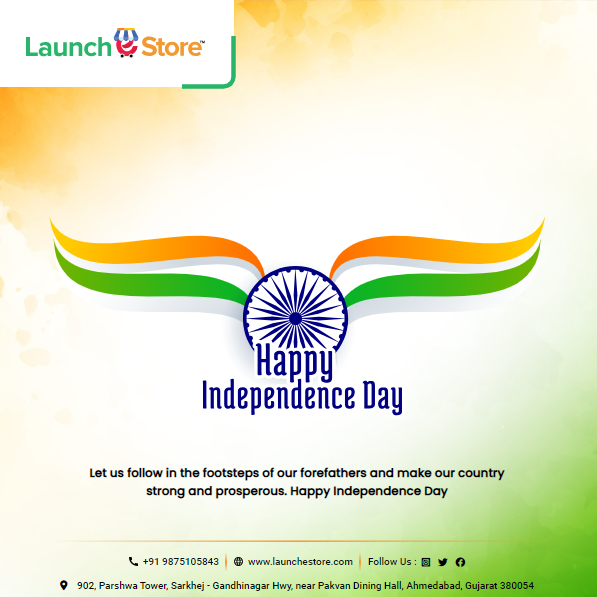 Launch e Store™
Happy
Independence Day
Let us follow in the footsteps of our forefathers and make our country
strong and prosperous. Happy Independence Day
+91 9875105843 | www.launchestore.com | Follow Us :
902, Parshwa Tower, Sarkhej - Gandhinagar Hwy, near Pakvan Dining Hall, Ahmedabad, Gujarat 380054